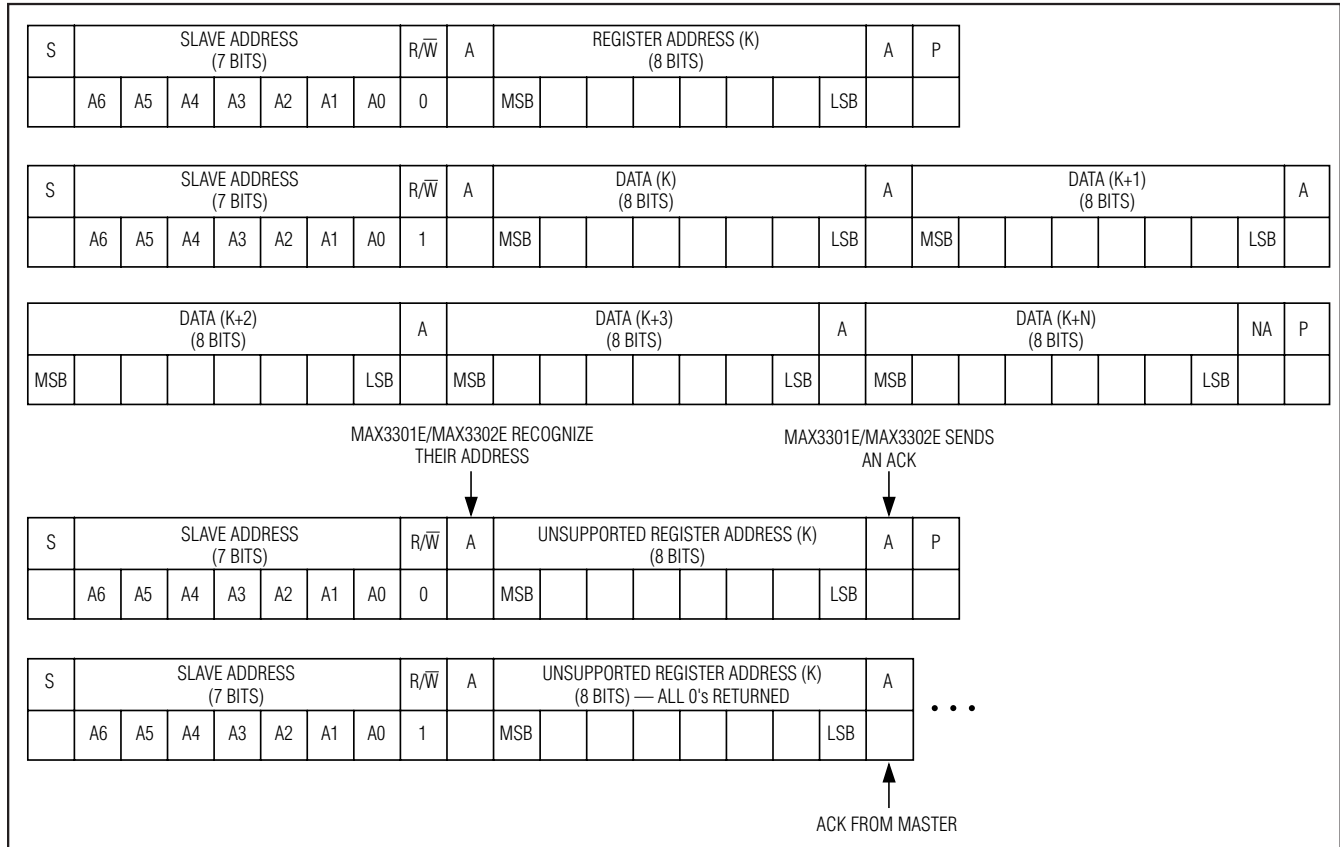 S SLAVE ADDRESS R/W̅ A REGISTER ADDRESS (K) A P
(7 BITS) (8 BITS)
A6 A5 A4 A3 A2 A1 A0 0 MSB LSB
S SLAVE ADDRESS R/W̅ A DATA (K) A DATA (K+1) A
(7 BITS) (8 BITS) (8 BITS)
A6 A5 A4 A3 A2 A1 A0 1 MSB LSB MSB LSB
DATA (K+2) A DATA (K+3) A DATA (K+N) NA P
(8 BITS) (8 BITS) (8 BITS)
MSB LSB MSB LSB MSB LSB
MAX3301E/MAX3302E RECOGNIZE
THEIR ADDRESS
MAX3301E/MAX3302E SENDS
AN ACK
S SLAVE ADDRESS R/W̅ A UNSUPPORTED REGISTER ADDRESS (K) A P
(7 BITS) (8 BITS)
A6 A5 A4 A3 A2 A1 A0 0 MSB LSB
S SLAVE ADDRESS R/W̅ A UNSUPPORTED REGISTER ADDRESS (K) A
(7 BITS) (8 BITS) — ALL 0's RETURNED
A6 A5 A4 A3 A2 A1 A0 1 MSB LSB
• • •
ACK FROM MASTER